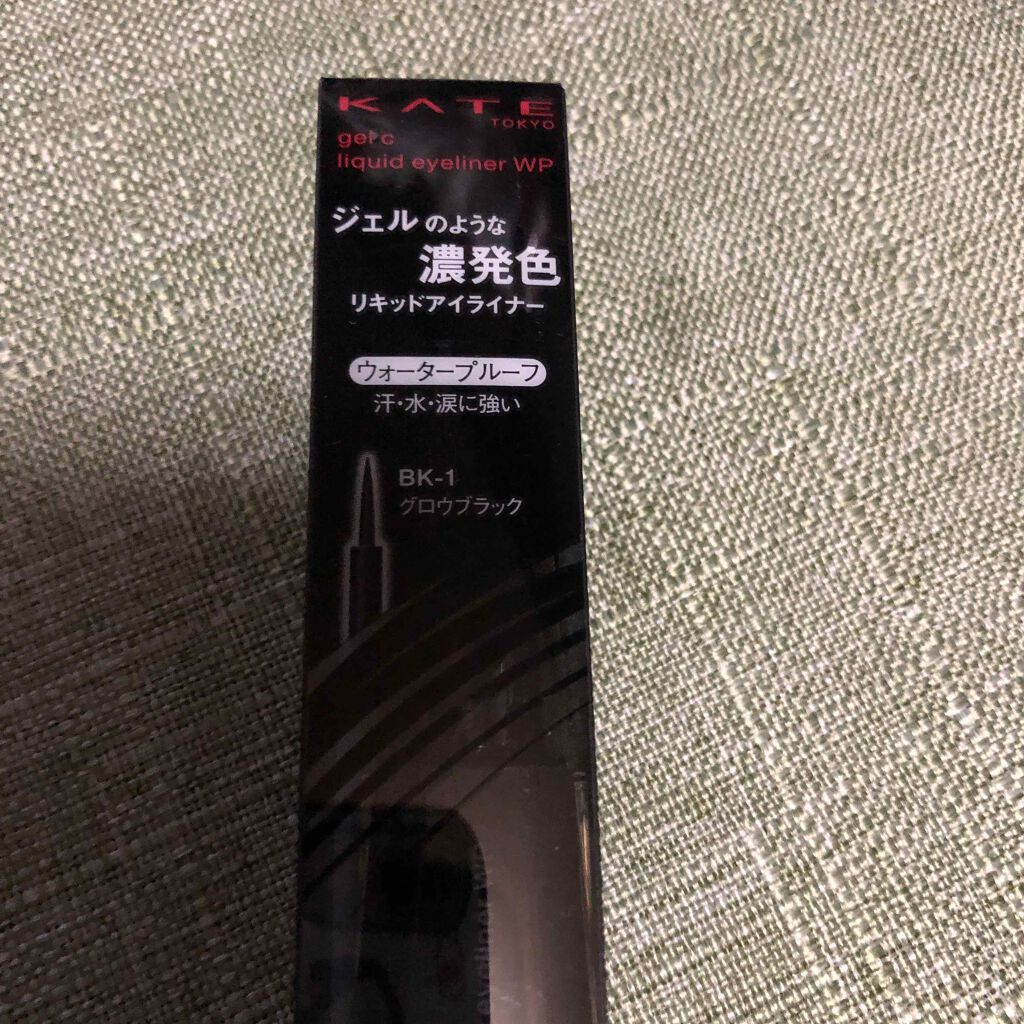 KATE
TOKYO
gel c
liquid eyeliner WP
ジェルのような
濃発色
リキッドアイライナー
ウォータープルーフ
汗・水・涙に強い
BK-1
グロウブラック